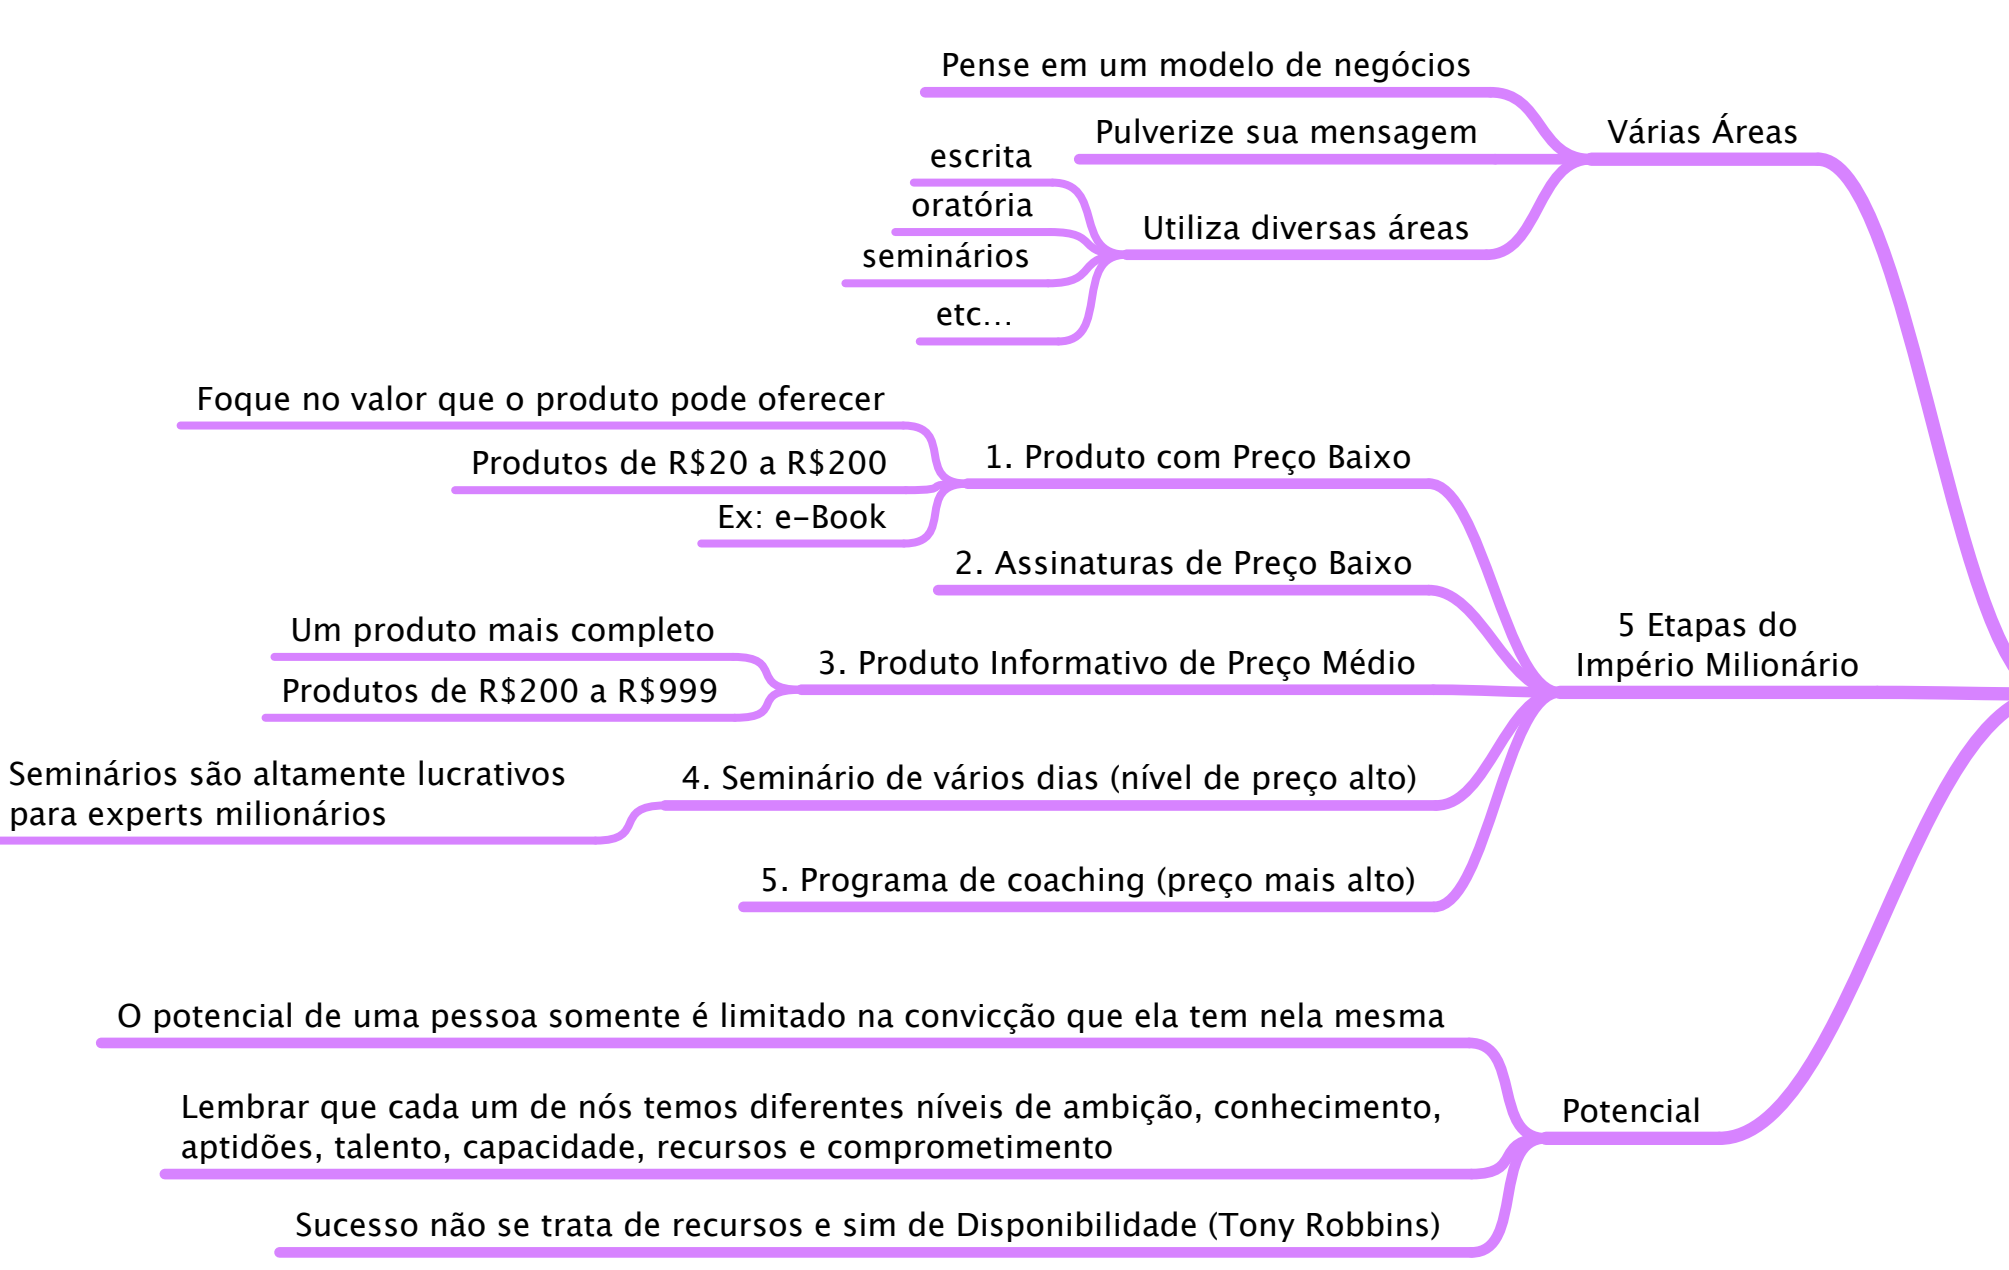 Pense em um modelo de negócios
Pulverize sua mensagem
Várias Áreas
escrita
oratória
seminários
etc...
Utiliza diversas áreas
Foque no valor que o produto pode oferecer
Produtos de R$20 a R$200
Ex: e-Book
1. Produto com Preço Baixo
2. Assinaturas de Preço Baixo
Um produto mais completo
Produtos de R$200 a R$999
3. Produto Informativo de Preço Médio
5 Etapas do
Império Milionário
Seminários são altamente lucrativos
para experts milionários
4. Seminário de vários dias (nível de preço alto)
5. Programa de coaching (preço mais alto)
O potencial de uma pessoa somente é limitado na convicção que ela tem nela mesma
Lembrar que cada um de nós temos diferentes níveis de ambição, conhecimento,
aptidões, talento, capacidade, recursos e comprometimento
Potencial
Sucesso não se trata de recursos e sim de Disponibilidade (Tony Robbins)